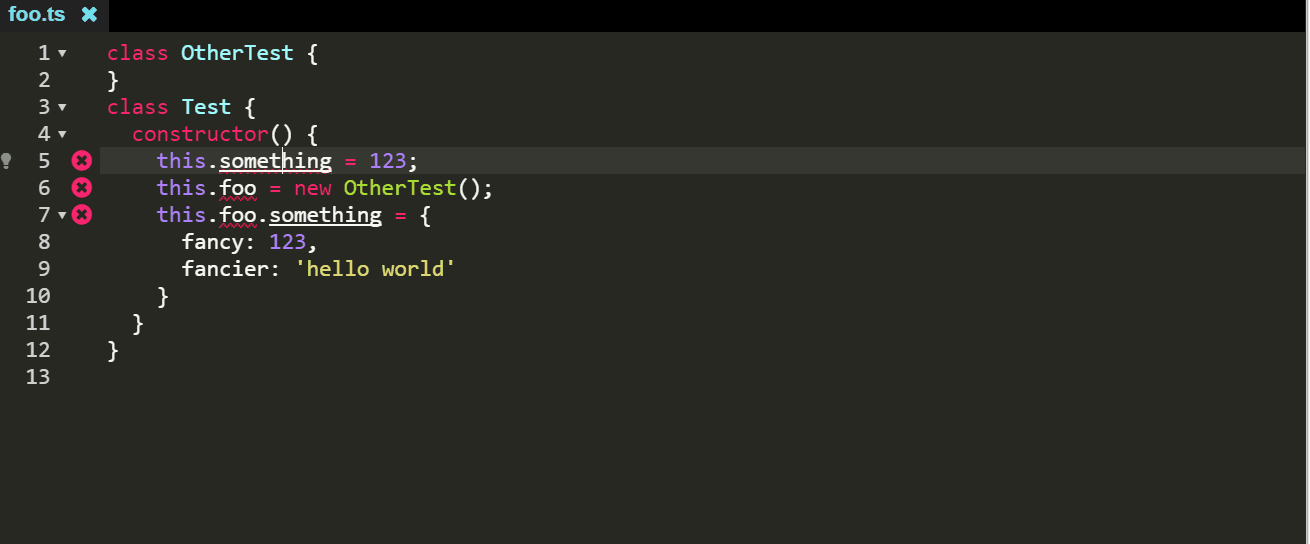 foo.ts ✖
1 class OtherTest {
2 }
3 class Test {
4 constructor() {
5 this.something = 123;
6 this.foo = new OtherTest();
7 this.foo.something = {
8 fancy: 123,
9 fancier: 'hello world'
10 }
11 }
12 }
13